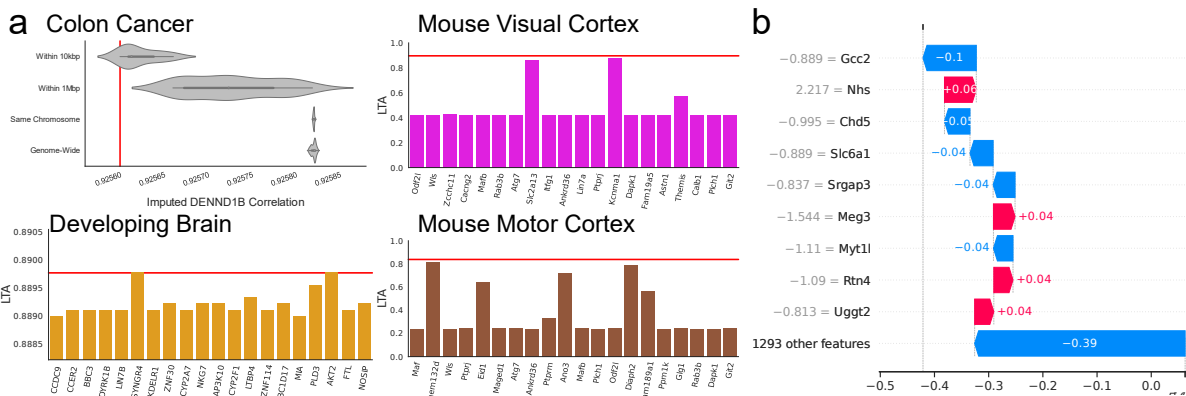 a
Colon Cancer
Within 10kbp
Within 1Mbp
Same Chromosome
Genome-Wide
0.92560 0.92565 0.92570 0.92575 0.92580 0.92585
Imputed DENND1B Correlation
Mouse Visual Cortex
LTA
1.0
0.8
0.6
0.4
0.2
0.0
Odf2l Wls Zcchc11 Cacng2 Mafb Rab3b Atg7 Slc2a13 Afg1 Ankrd36 Lin7a Ptprj Kcnma1 Dapk1 Fam19a5 Astn1 Themis Calb1 Plch1 Git2
Developing Brain
LTA
0.8905
0.8900
0.8895
0.8890
0.8885
CCDC9 CCER2 BBC3 DYRK1B LIN7B SYNGR4 KDELR1 ZNF30 CYP2A7 NKG7 AP3K10 CYP2F1 LTBP4 ZNF114 BC1D17 MIA PLD3 AKT2 FTL NOSIP
Mouse Motor Cortex
LTA
1.0
0.8
0.6
0.4
0.2
0.0
Maf em132d Wls Ptprj Eid1 Maged1 Atg7 Ankrd36 Ptprm Ano3 Mafb Plch1 Odf2l Diaph2 am189a1 Ppm1k Glg1 Rab3b Dapk1 Git2
b
−0.889 = Gcc2 −0.1
2.217 = Nhs +0.06
−0.995 = Chd5 −0.05
−0.889 = Slc6a1 −0.04
−0.837 = Srgap3 −0.04
−1.544 = Meg3 +0.04
−1.11 = Myt1l −0.04
−1.09 = Rtn4 +0.04
−0.813 = Uggt2 +0.04
1293 other features −0.39
−0.5 −0.4 −0.3 −0.2 −0.1 0.0